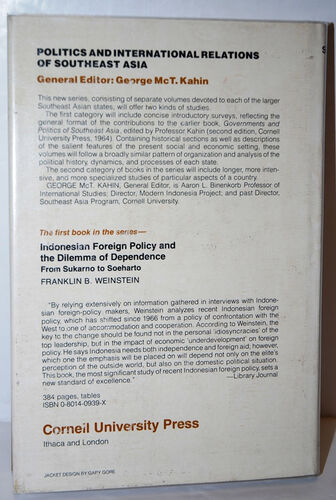 POLITICS AND INTERNATIONAL RELATIONS
OF SOUTHEAST ASIA
General Editor: George McT. Kahin
This new series, consisting of separate volumes devoted to each of the larger
Southeast Asian states, will offer two kinds of studies.
The first category will include concise introductory surveys, reflecting the
general format of the contributions to the earlier book, Governments and
Politics of Southeast Asia, edited by Professor Kahin (second edition, Cornell
University Press, 1964). Containing historical sections as well as descriptions
of the salient features of the present social and economic setting, these
volumes will follow a broadly similar pattern of organization and analysis of the
political history, dynamics, and processes of each state.
The second category of books in the series will include longer, more inten-
sive, and more specialized studies of particular aspects of a country.
GEORGE McT. KAHIN, General Editor, is Aaron L. Binenkorb Professor of
International Studies; Director, Modern Indonesia Project; and past Director,
Southeast Asia Program, Cornell University.
The first book in the series—
Indonesian Foreign Policy and
the Dilemma of Dependence
From Sukarno to Soeharto
FRANKLIN B. WEINSTEIN
"By relying extensively on information gathered in interviews with Indone-
sian foreign-policy makers, Weinstein analyzes recent Indonesian foreign
policy, which has shifted since 1966 from a policy of confrontation with the
West to one of accommodation and cooperation. According to Weinstein, the
key to the change should be found not in the personal 'idiosyncracies' of the
top leadership, but in the impact of economic 'underdevelopment' on foreign
policy. He says Indonesia needs both independence and foreign aid; however,
which one the emphasis will be placed on will depend not only on the elite's
perception of the outside world, but also on the domestic political situation.
This book, the most significant study of recent Indonesian foreign policy, sets a
new standard of excellence." —Library Journal
384 pages, tables
ISBN 0-8014-0939-X
Cornell University Press
Ithaca and London
JACKET DESIGN BY GARY GORE